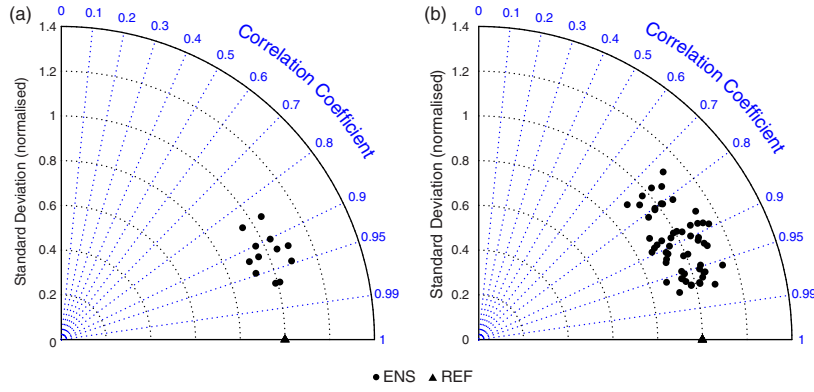 (a)
Standard Deviation (normalised)
1.4
1.2
1
0.8
0.6
0.4
0.2
0
0 0.1 0.2 0.3 0.4 0.5 0.6 0.7 0.8 0.9 0.95 0.99 1
Correlation Coefficient
(b)
Standard Deviation (normalised)
1.4
1.2
1
0.8
0.6
0.4
0.2
0
0 0.1 0.2 0.3 0.4 0.5 0.6 0.7 0.8 0.9 0.95 0.99 1
Correlation Coefficient
ENS REF